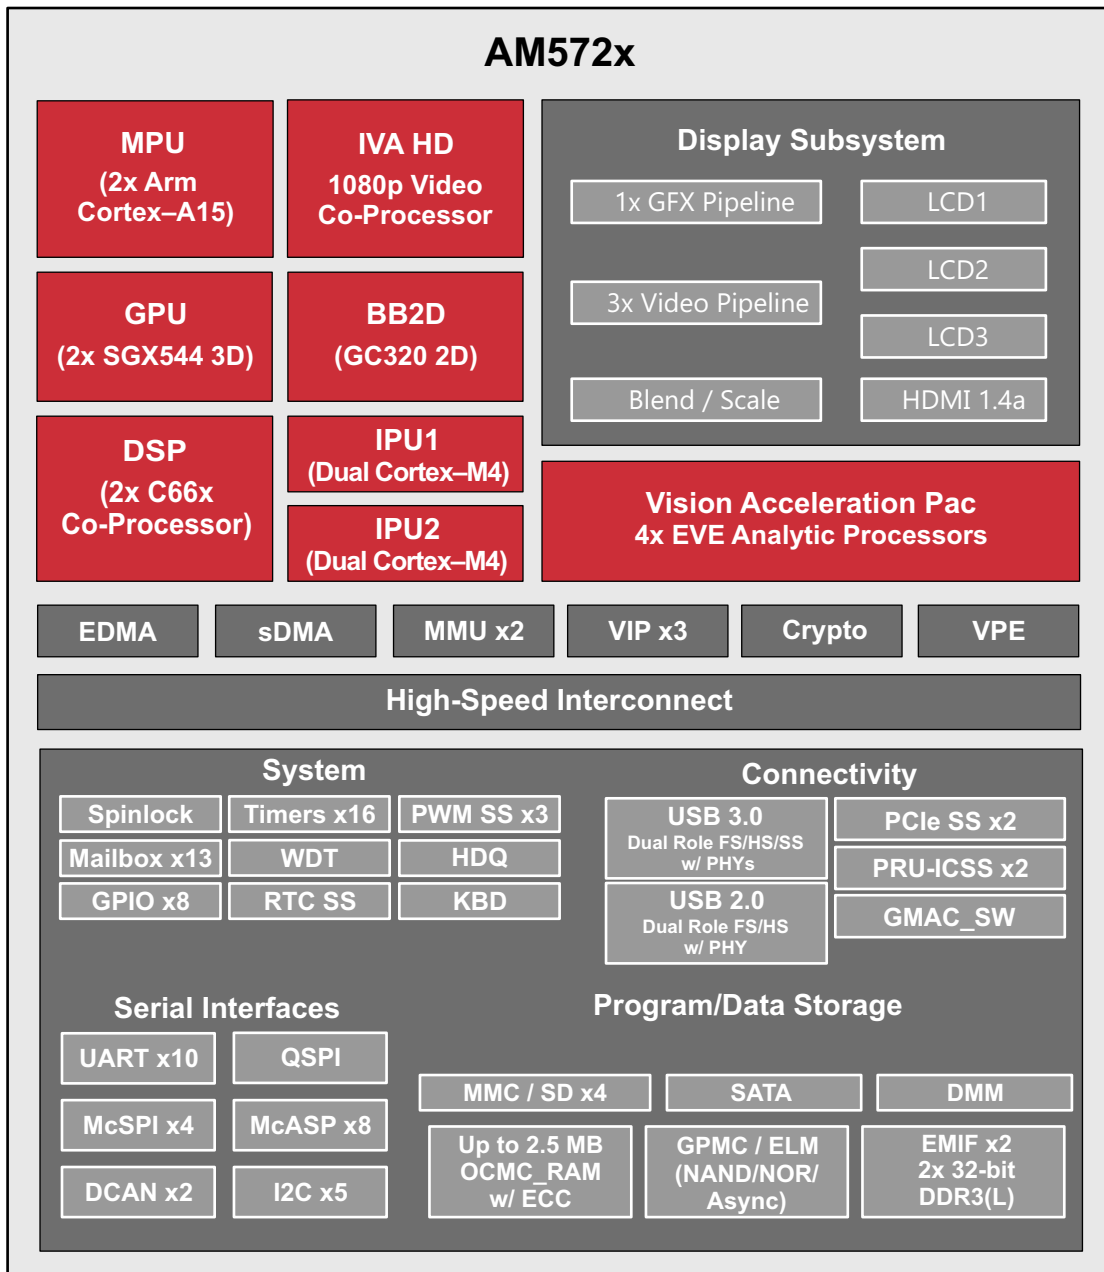 AM572x
MPU
(2x Arm
Cortex–A15)
IVA HD
1080p Video
Co-Processor
Display Subsystem
1x GFX Pipeline
LCD1
LCD2
3x Video Pipeline
LCD3
Blend / Scale
HDMI 1.4a
GPU
(2x SGX544 3D)
BB2D
(GC320 2D)
DSP
(2x C66x
Co-Processor)
IPU1
(Dual Cortex–M4)
IPU2
(Dual Cortex–M4)
Vision Acceleration Pac
4x EVE Analytic Processors
EDMA
sDMA
MMU x2
VIP x3
Crypto
VPE
High-Speed Interconnect
System
Spinlock
Timers x16
PWM SS x3
Mailbox x13
WDT
HDQ
GPIO x8
RTC SS
KBD
Connectivity
USB 3.0
Dual Role FS/HS/SS
w/ PHYs
USB 2.0
Dual Role FS/HS
w/ PHY
PCIe SS x2
PRU-ICSS x2
GMAC_SW
Serial Interfaces
UART x10
QSPI
McSPI x4
McASP x8
DCAN x2
I2C x5
Program/Data Storage
MMC / SD x4
SATA
DMM
Up to 2.5 MB
OCMC_RAM
w/ ECC
GPMC / ELM
(NAND/NOR/
Async)
EMIF x2
2x 32-bit
DDR3(L)